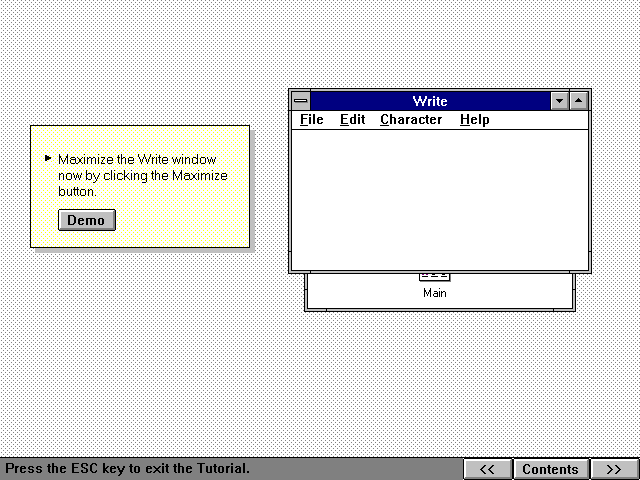 Write
File Edit Character Help
Maximize the Write window
now by clicking the Maximize
button.
Demo
Main
Press the ESC key to exit the Tutorial.
<< Contents >>